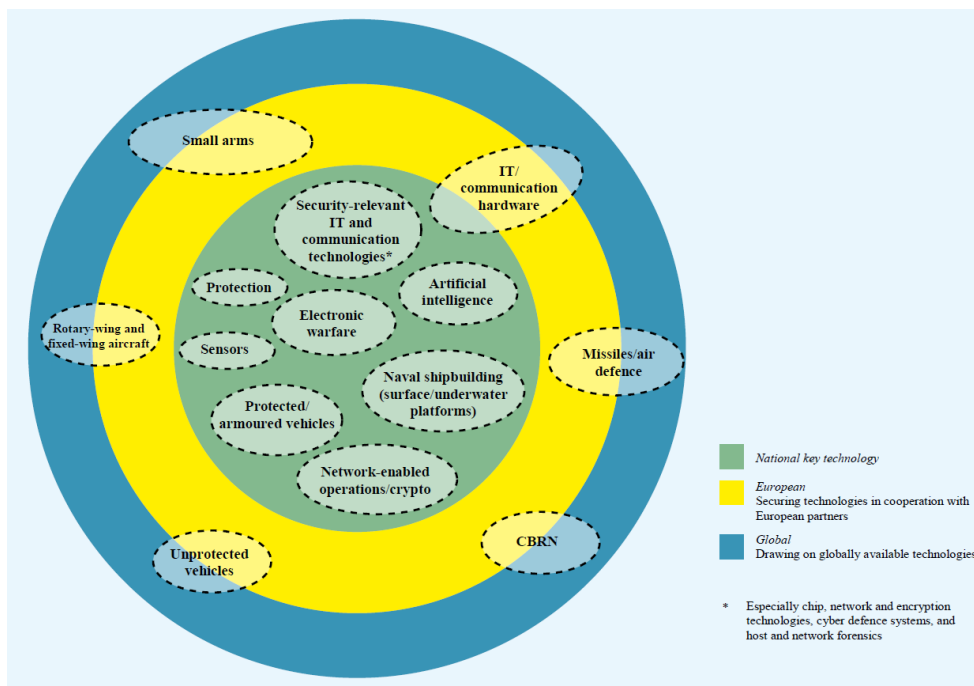 Small arms
IT/
communication
hardware
Security-relevant
IT and
communication
technologies*
Protection
Artificial
intelligence
Electronic
warfare
Rotary-wing and
fixed-wing aircraft
Sensors
Missiles/air
defence
Naval shipbuilding
(surface/underwater
platforms)
Protected/
armoured vehicles
Network-enabled
operations/crypto
CBRN
Unprotected
vehicles
National key technology
European
Securing technologies in cooperation with
European partners
Global
Drawing on globally available technologies
* Especially chip, network and encryption
technologies, cyber defence systems, and
host and network forensics